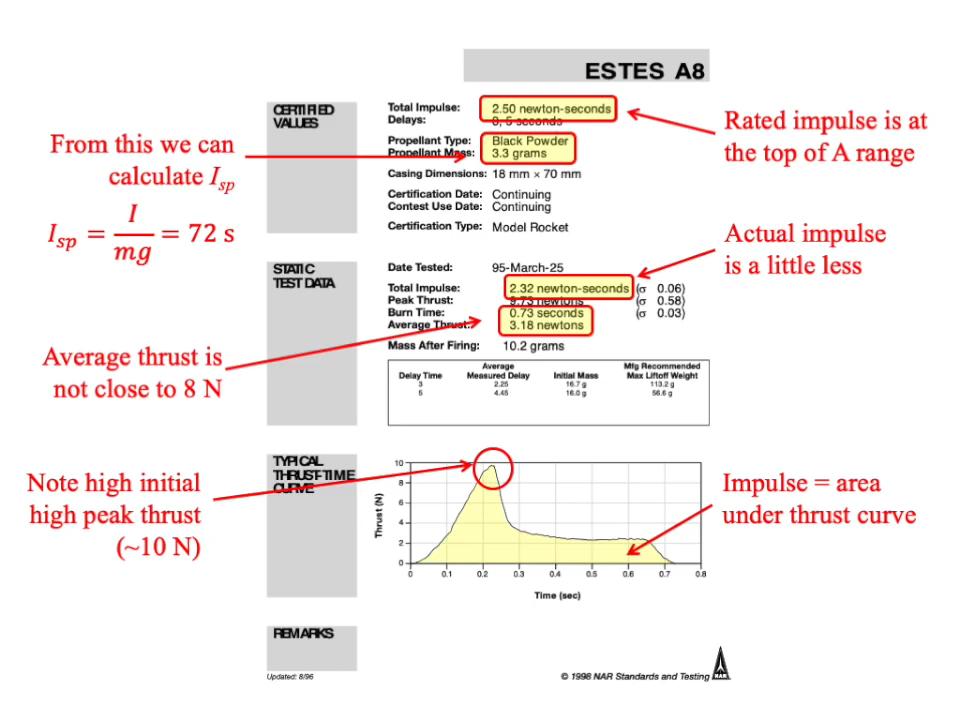 ESTES A8
CERTIFIED
VALUES
Total Impulse: 2.50 newton-seconds
Delays: 0, 5 seconds
Propellant Type: Black Powder
Propellant Mass: 3.3 grams
Casing Dimensions: 18 mm × 70 mm
Certification Date: Continuing
Contest Use Date: Continuing
Certification Type: Model Rocket
From this we can
calculate Isp
Isp = I/mg = 72 s
Rated impulse is at
the top of A range
Actual impulse
is a little less
STATIC
TEST DATA
Date Tested: 95-March-25
Total Impulse: 2.32 newton-seconds (σ 0.06)
Peak Thrust: 9.73 newtons (σ 0.58)
Burn Time: 0.73 seconds (σ 0.03)
Average Thrust: 3.18 newtons
Mass After Firing: 10.2 grams
Average thrust is
not close to 8 N
Average Mfg Recommended
Delay Time Measured Delay Initial Mass Max Liftoff Weight
3 2.25 16.7 g 113.2 g
5 4.45 16.0 g 56.6 g
TYPICAL
THRUST-TIME
CURVE
Note high initial
high peak thrust
(~10 N)
Impulse = area
under thrust curve
Thrust (N)
10
8
6
4
2
0
0 0.1 0.2 0.3 0.4 0.5 0.6 0.7 0.8
Time (sec)
REMARKS
Updated: 8/96
© 1998 NAR Standards and Testing
NAR